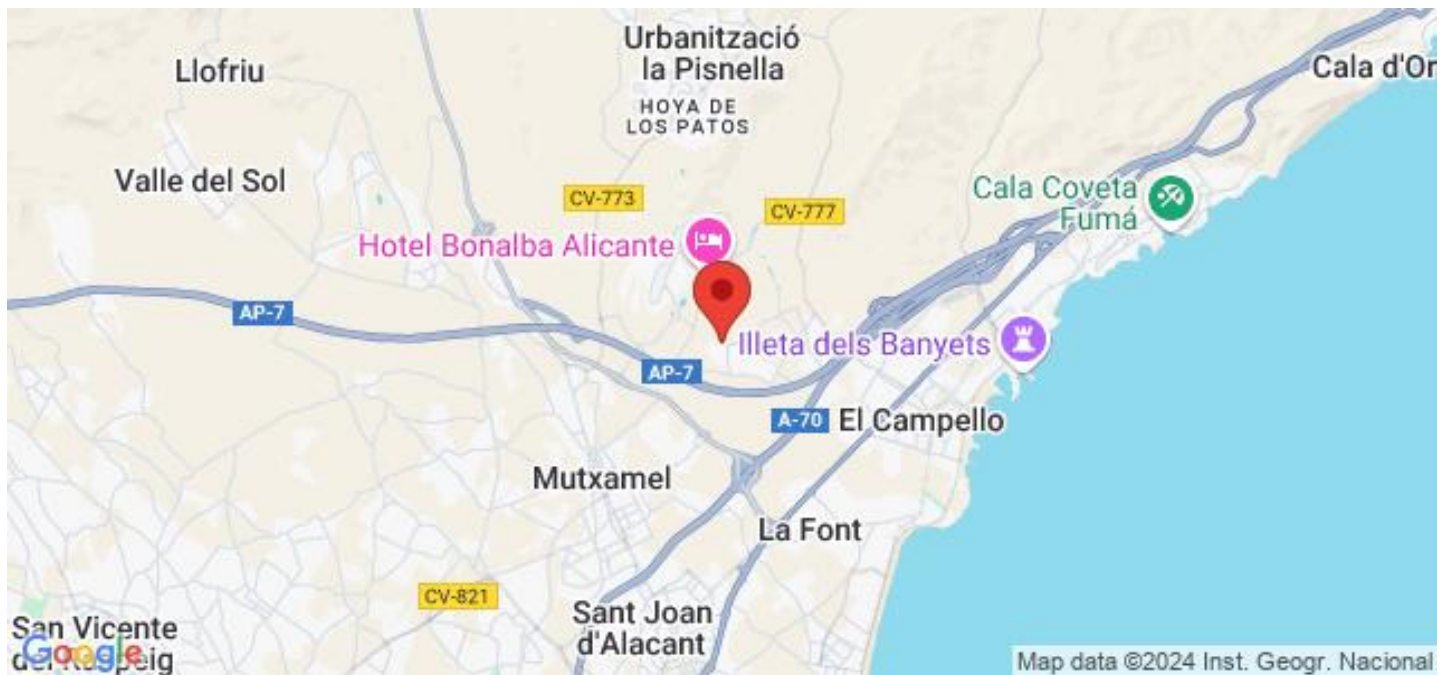 Urbanització
la Pisnella
Llofriu
Cala d'Or
HOYA DE
LOS PATOS
Valle del Sol
CV-773
CV-777
Cala Coveta
Fumá
Hotel Bonalba Alicante
AP-7
Illeta dels Banyets
AP-7
A-70
El Campello
Mutxamel
La Font
CV-821
Sant Joan
d'Alacant
San Vicente
del Raspeig
Google
Map data ©2024 Inst. Geogr. Nacional